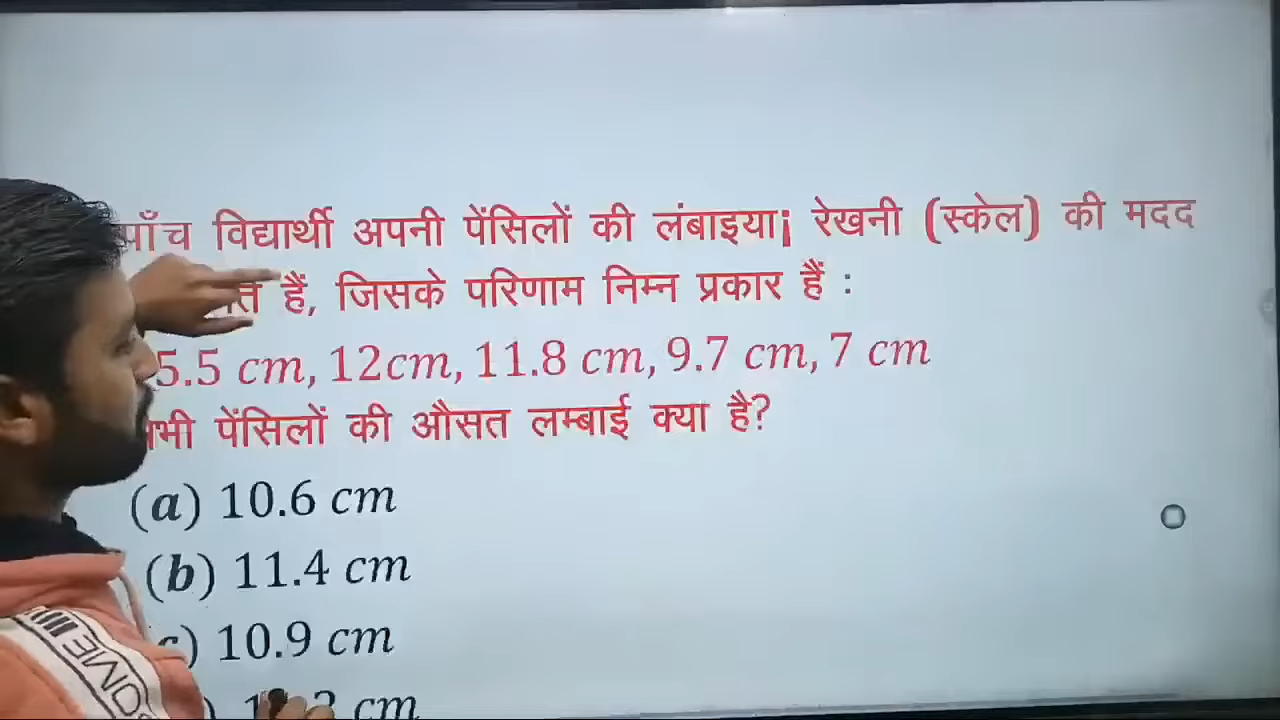 पाँच विद्यार्थी अपनी पेंसिलों की लंबाइया¡ रेखनी (स्केल) की मदद
हैं, जिसके परिणाम निम्न प्रकार हैं :
5.5 cm, 12cm, 11.8 cm, 9.7 cm, 7 cm
पेंसिलों की औसत लम्बाई क्या है?
(a) 10.6 cm
(b) 11.4 cm
c) 10.9 cm
cm